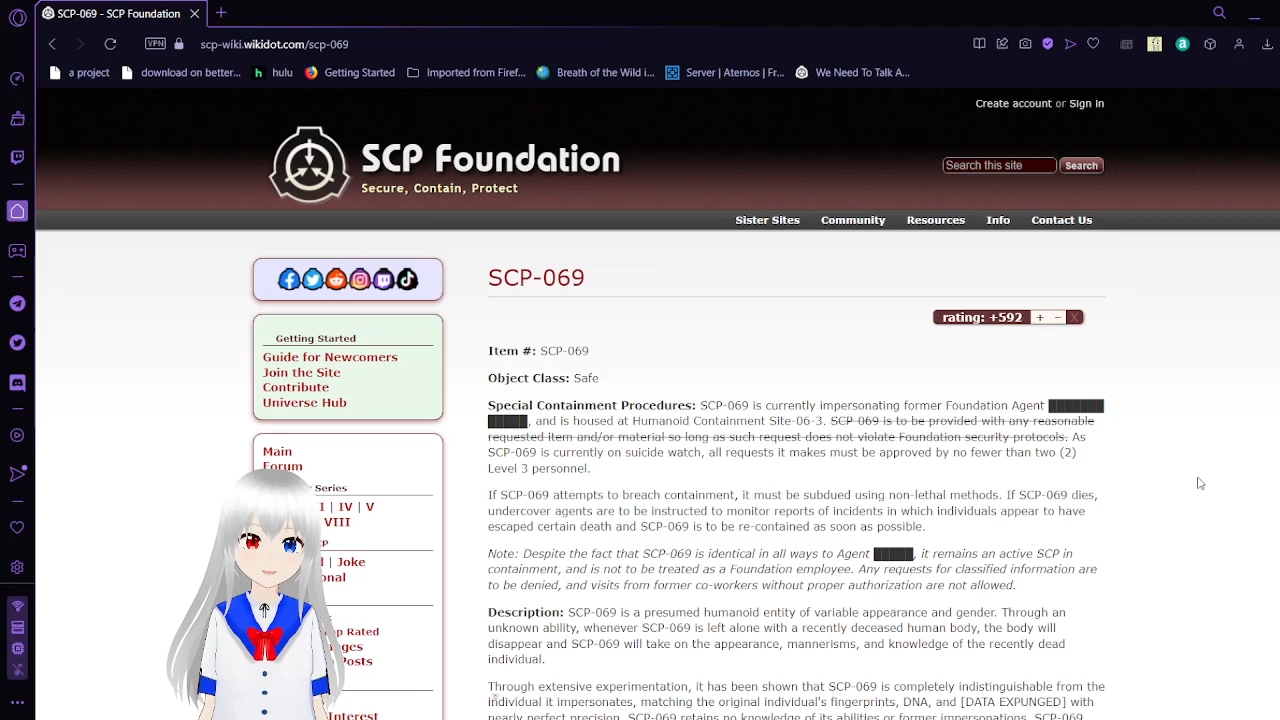 SCP-069 - SCP Foundation
VPN
scp-wiki.wikidot.com/scp-069
a project
download on better...
hulu
Getting Started
Imported from Firef...
Breath of the Wild i...
Server | Aternos | Fr...
We Need To Talk A...
Create account or Sign in
SCP Foundation
Secure, Contain, Protect
Search this site
Search
Sister Sites
Community
Resources
Info
Contact Us
SCP-069
rating: +592 + – X
Getting Started
Guide for Newcomers
Join the Site
Contribute
Universe Hub
Main
Forum
Series
I | IV | V
VIII
| Joke
Rated
Posts
Interest
Item #: SCP-069
Object Class: Safe
Special Containment Procedures: SCP-069 is currently impersonating former Foundation Agent ███████
█████, and is housed at Humanoid Containment Site-06-3. SCP-069 is to be provided with any reasonable
requested item and/or material so long as such request does not violate Foundation security protocols. As
SCP-069 is currently on suicide watch, all requests it makes must be approved by no fewer than two (2)
Level 3 personnel.
If SCP-069 attempts to breach containment, it must be subdued using non-lethal methods. If SCP-069 dies,
undercover agents are to be instructed to monitor reports of incidents in which individuals appear to have
escaped certain death and SCP-069 is to be re-contained as soon as possible.
Note: Despite the fact that SCP-069 is identical in all ways to Agent █████, it remains an active SCP in
containment, and is not to be treated as a Foundation employee. Any requests for classified information are
to be denied, and visits from former co-workers without proper authorization are not allowed.
Description: SCP-069 is a presumed humanoid entity of variable appearance and gender. Through an
unknown ability, whenever SCP-069 is left alone with a recently deceased human body, the body will
disappear and SCP-069 will take on the appearance, mannerisms, and knowledge of the recently dead
individual.
Through extensive experimentation, it has been shown that SCP-069 is completely indistinguishable from the
individual it impersonates, matching the original individual's fingerprints, DNA, and [DATA EXPUNGED] with
nearly perfect precision. SCP-069 retains no knowledge of its abilities or former impersonations. SCP-069